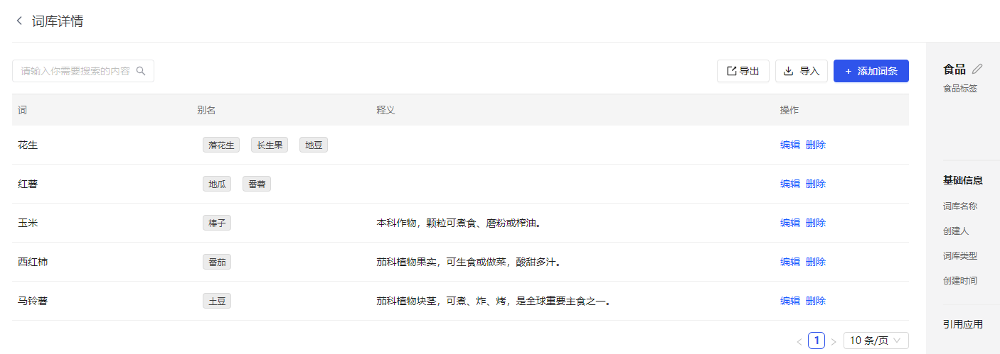 词库详情
请输入你需要搜索的内容
导出 导入 + 添加词条
词 别名 释义 操作
花生 落花生 长生果 地豆 编辑 删除
红薯 地瓜 番薯 编辑 删除
玉米 棒子 本科作物，颗粒可煮食、磨粉或榨油。 编辑 删除
西红柿 番茄 茄科植物果实，可生食或做菜，酸甜多汁。 编辑 删除
马铃薯 土豆 茄科植物块茎，可煮、炸、烤，是全球重要主食之一。 编辑 删除
< 1 > 10 条/页
食品
食品标签
基础信息
词库名称
创建人
词库类型
创建时间
引用应用